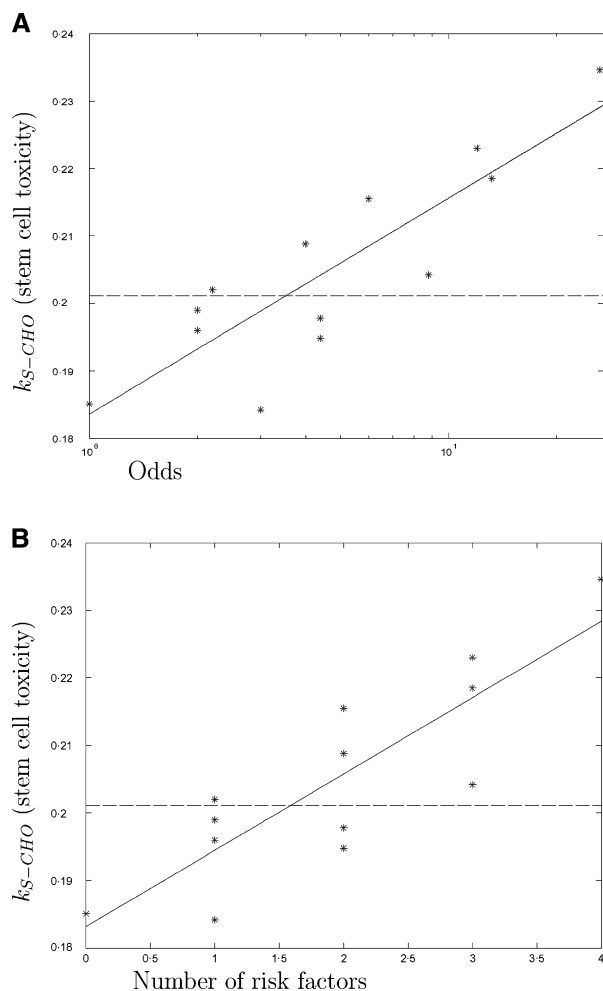 A
0·24
0·23
0·22
0·21
0·2
0·19
0·18
k_{S−CHO} (stem cell toxicity)
10^0
10^1
Odds
B
0·24
0·23
0·22
0·21
0·2
0·19
0·18
k_{S−CHO} (stem cell toxicity)
0 0·5 1 1·5 2 2·5 3 3·5 4
Number of risk factors